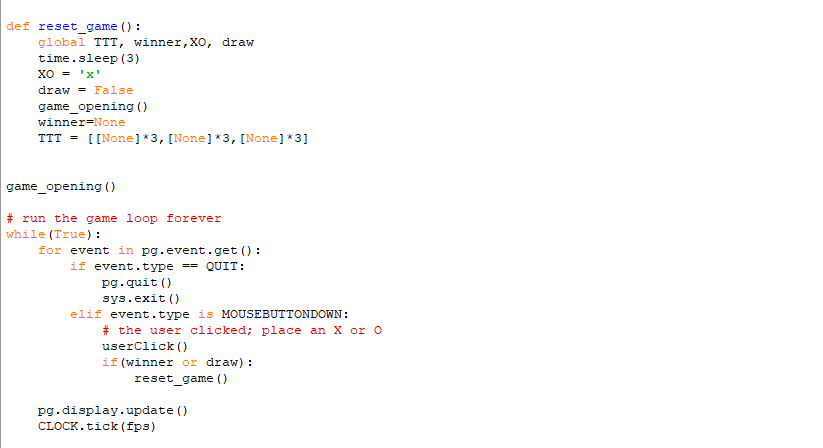 def reset_game():
    global TTT, winner,XO, draw
    time.sleep(3)
    XO = 'x'
    draw = False
    game_opening()
    winner=None
    TTT = [[None]*3,[None]*3,[None]*3]
game_opening()
# run the game loop forever
while(True):
    for event in pg.event.get():
        if event.type == QUIT:
            pg.quit()
            sys.exit()
        elif event.type is MOUSEBUTTONDOWN:
            # the user clicked; place an X or O
            userClick()
            if(winner or draw):
                reset_game()
    pg.display.update()
    CLOCK.tick(fps)